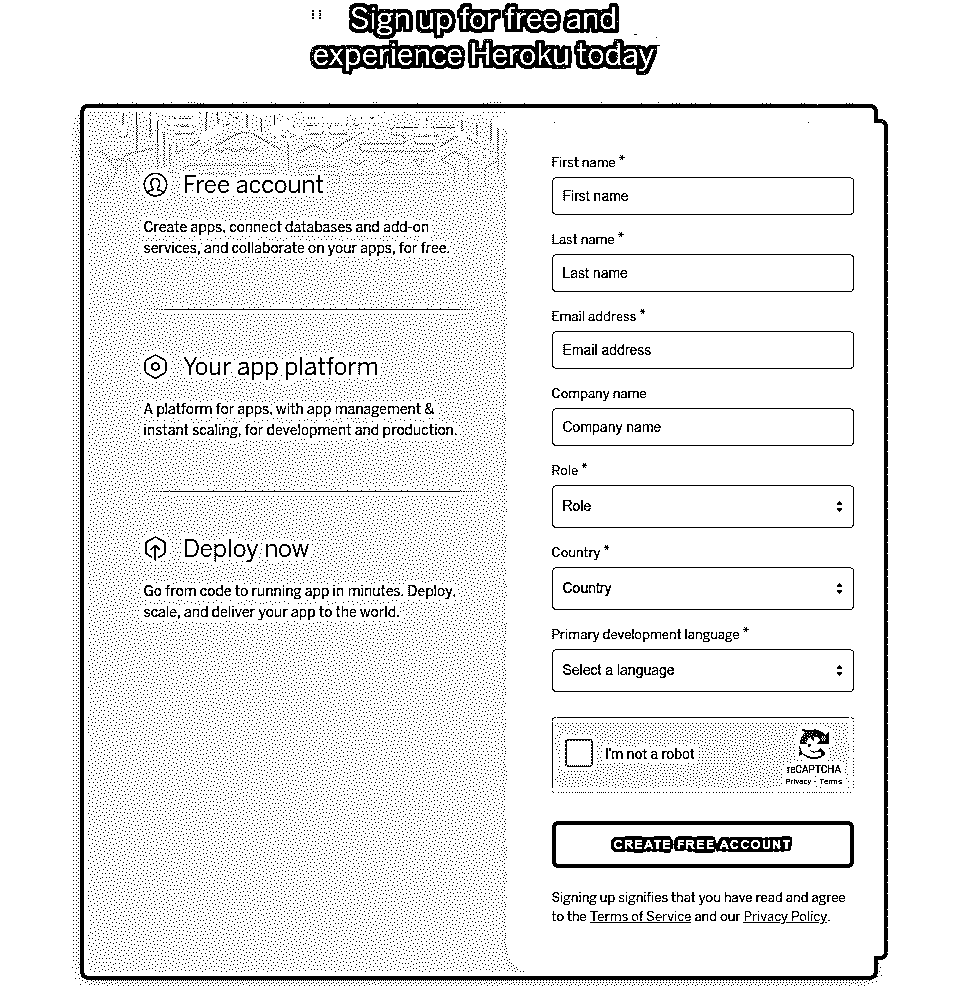 Sign up for free and
experience Heroku today
Free account
Create apps, connect databases and add-on
services, and collaborate on your apps, for free.
Your app platform
A platform for apps, with app management &
instant scaling, for development and production.
Deploy now
Go from code to running app in minutes. Deploy,
scale, and deliver your app to the world.
First name *
First name
Last name *
Last name
Email address *
Email address
Company name
Company name
Role *
Role
Country *
Country
Primary development language *
Select a language
I'm not a robot
reCAPTCHA
Privacy - Terms
CREATE FREE ACCOUNT
Signing up signifies that you have read and agree
to the Terms of Service and our Privacy Policy.